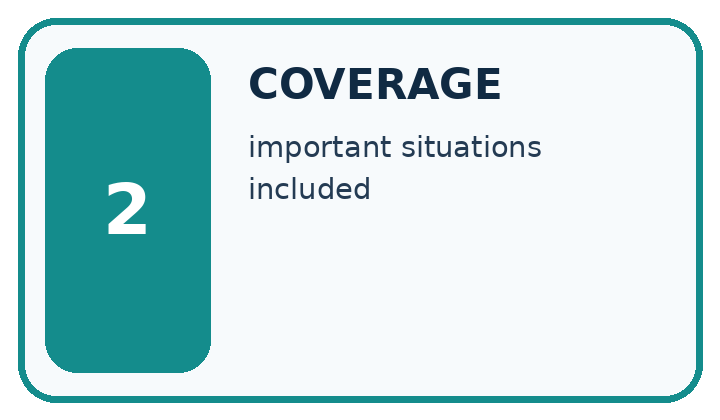 2
COVERAGE
important situations
included